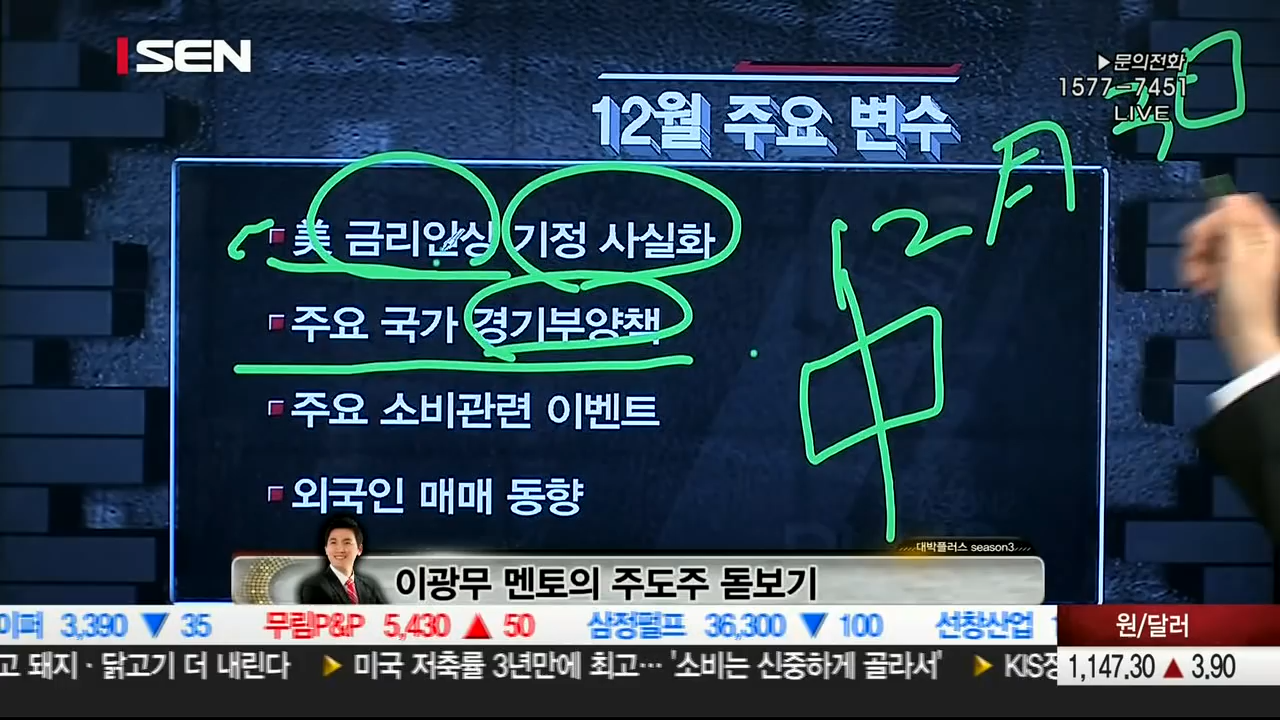 SEN
▶문의전화
1577-7451
LIVE
12월 주요 변수
12月
美 금리인상 기정 사실화
주요 국가 경기부양책
中
주요 소비관련 이벤트
외국인 매매 동향
대박플러스 season3
이광무 멘토의 주도주 돋보기
3,390 ▼ 35 무림P&P 5,430 ▲ 50 삼정펄프 36,300 ▼ 100 선창산업
원/달러
고 돼지·닭고기 더 내린다 ▶ 미국 저축률 3년만에 최고… '소비는 신중하게 골라서' ▶ KIS
1,147.30 ▲ 3.90